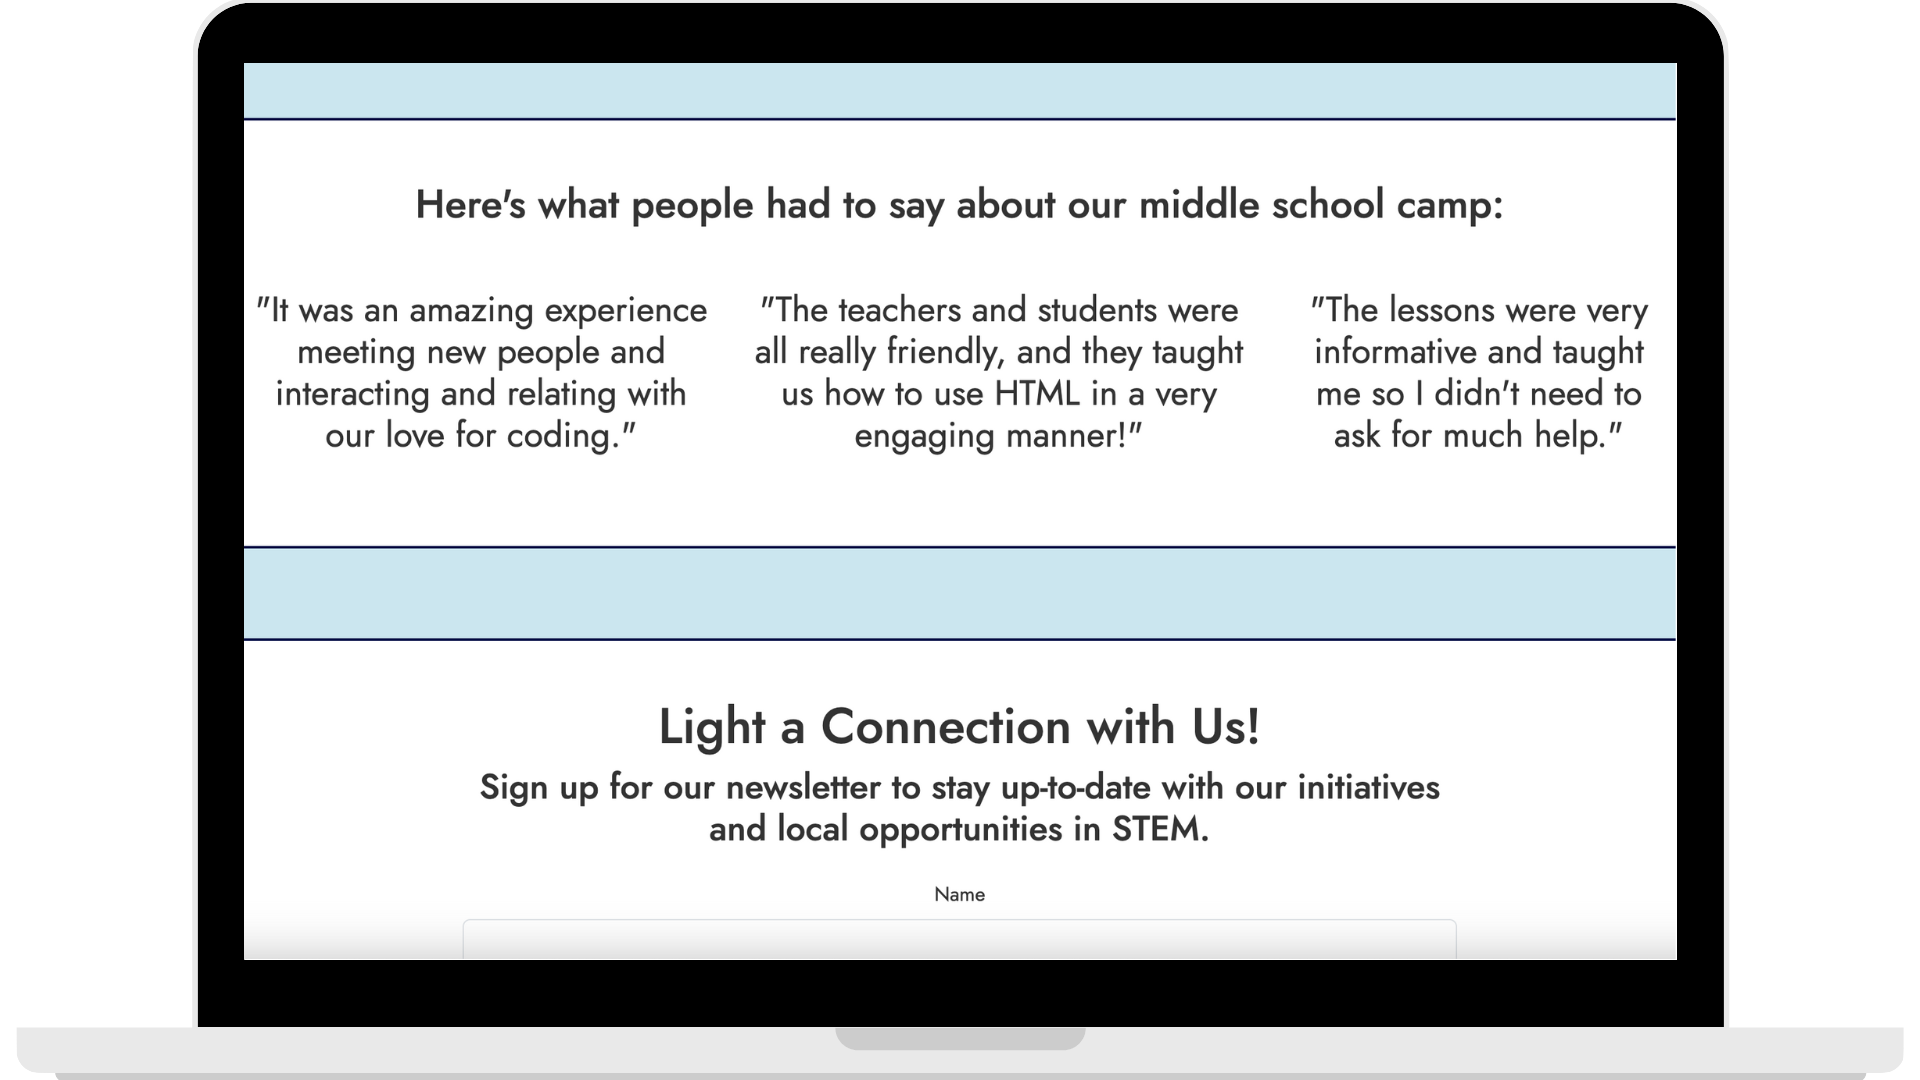 Here's what people had to say about our middle school camp:
"It was an amazing experience
meeting new people and
interacting and relating with
our love for coding."
"The teachers and students were
all really friendly, and they taught
us how to use HTML in a very
engaging manner!"
"The lessons were very
informative and taught
me so I didn't need to
ask for much help."
Light a Connection with Us!
Sign up for our newsletter to stay up-to-date with our initiatives
and local opportunities in STEM.
Name